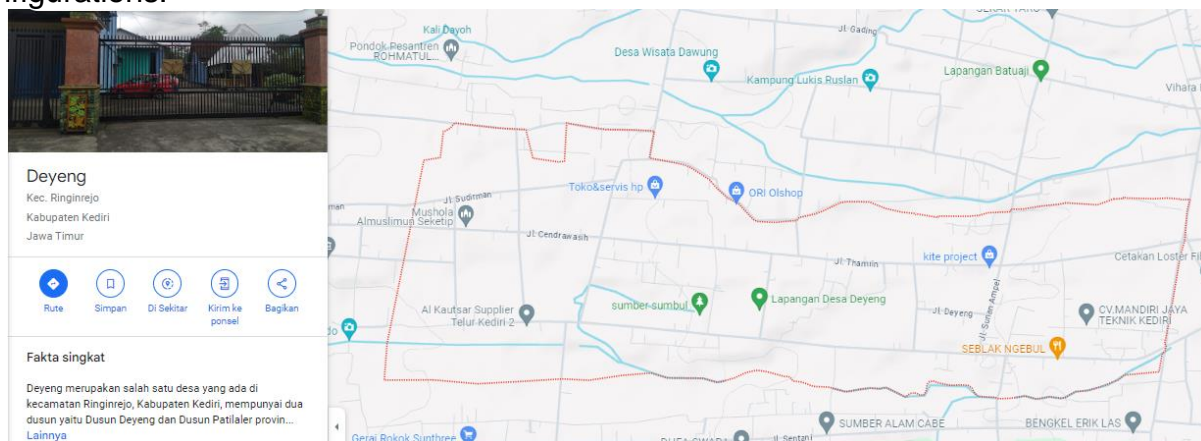 ingurations.
Deyeng
Kec. Ringinrejo
Kabupaten Kediri
Jawa Timur
Rute
Simpan
Di Sekitar
Kirim ke
ponsel
Bagikan
Fakta singkat
Deyeng merupakan salah satu desa yang ada di
kecamatan Ringinrejo, Kabupaten Kediri, mempunyai dua
dusun yaitu Dusun Deyeng dan Dusun Patilaler provin...
Lainnya
Kali Dayoh
Pondok Pesantren
ROHMATUL...
Desa Wisata Dawung
Jl. Gading
Kampung Lukis Ruslan
Lapangan Batuaji
Vihara
Toko&servis hp
ORI Olshop
Jl. Sudirman
Mushola
Almuslimun Seketip
Jl. Cendrawasih
Jl. Thamrin
kite project
Cetakan Loster
Al Kautsar Supplier
Telur Kediri 2
sumber-sumbul
Lapangan Desa Deyeng
Jl. Deyeng
Jl. Sunan Ampel
CV.MANDIRI JAYA
TEKNIK KEDIRI
SEBLAK NGEBUL
SUMBER ALAM CABE
BENGKEL ERIK LAS
Gerai Rokok Sunthree
Jl. Sentani